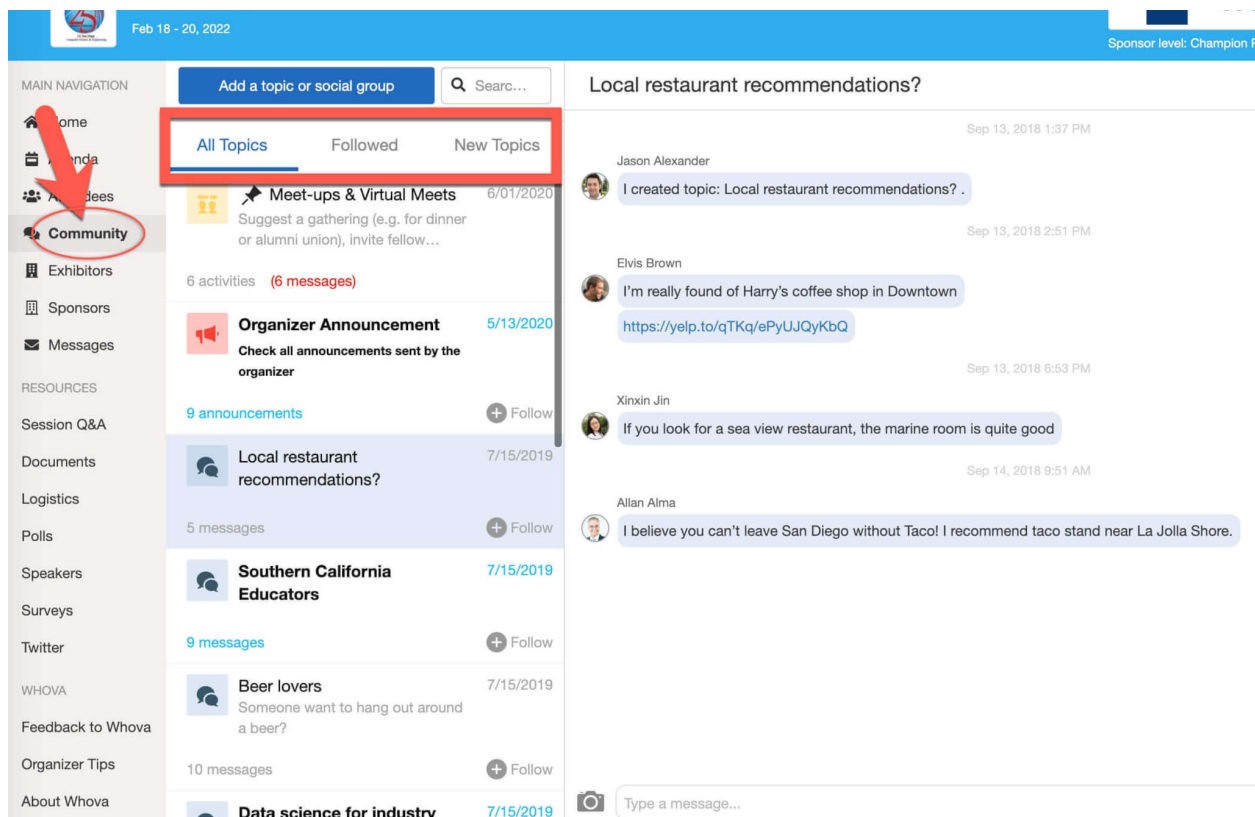 Feb 18 - 20, 2022
Sponsor level: Champion
MAIN NAVIGATION
Community
Exhibitors
Sponsors
Messages
RESOURCES
Session Q&A
Documents
Logistics
Polls
Speakers
Surveys
Twitter
WHOVA
Feedback to Whova
Organizer Tips
About Whova
Add a topic or social group
Searc...
All Topics
Followed
New Topics
Meet-ups & Virtual Meets
6/01/2020
Suggest a gathering (e.g. for dinner
or alumni union), invite fellow...
6 activities (6 messages)
Organizer Announcement
5/13/2020
Check all announcements sent by the
organizer
9 announcements
Follow
Local restaurant
recommendations?
7/15/2019
5 messages
Follow
Southern California
Educators
7/15/2019
9 messages
Follow
Beer lovers
7/15/2019
Someone want to hang out around
a beer?
10 messages
Follow
Data science for industry
7/15/2019
Local restaurant recommendations?
Sep 13, 2018 1:37 PM
Jason Alexander
I created topic: Local restaurant recommendations? .
Sep 13, 2018 2:51 PM
Elvis Brown
I'm really found of Harry's coffee shop in Downtown
https://yelp.to/qTKq/ePyUJQyKbQ
Sep 13, 2018 6:53 PM
Xinxin Jin
If you look for a sea view restaurant, the marine room is quite good
Sep 14, 2018 9:51 AM
Allan Alma
I believe you can't leave San Diego without Taco! I recommend taco stand near La Jolla Shore.
Type a message...